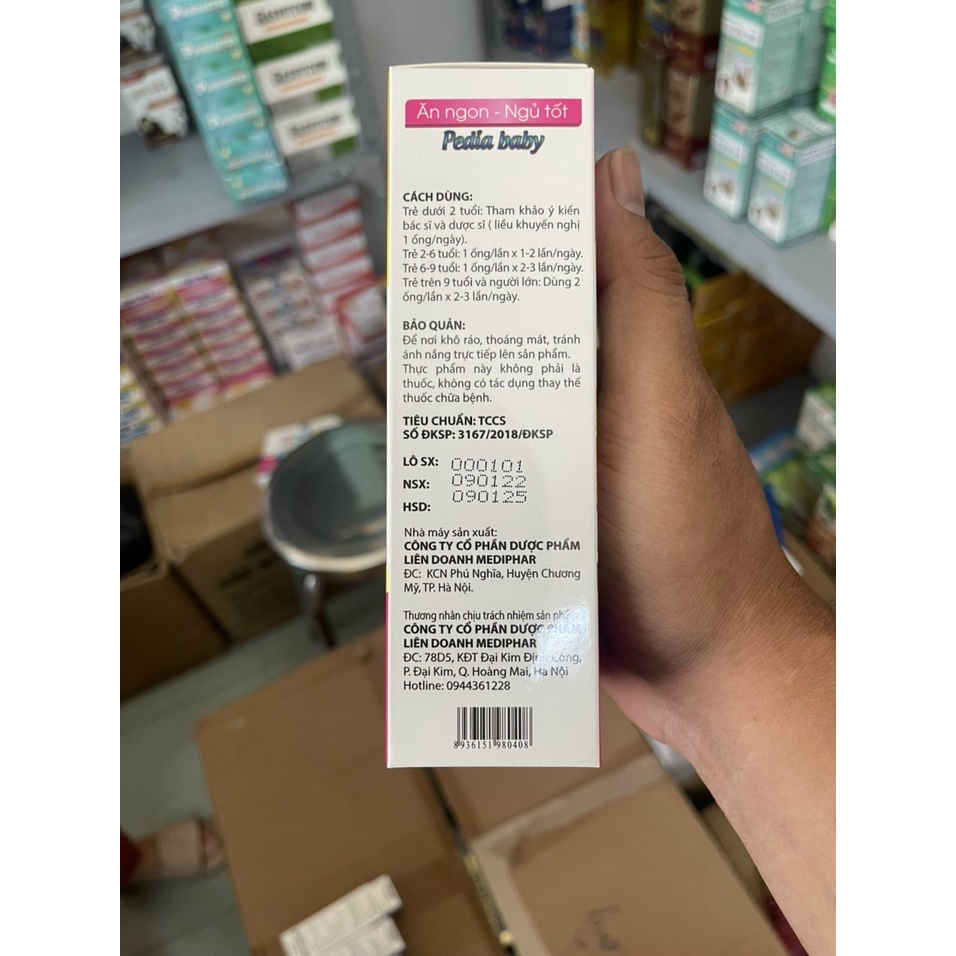 Ăn ngon - Ngủ tốt
Pedia baby
CÁCH DÙNG:
Trẻ dưới 2 tuổi: Tham khảo ý kiến
bác sĩ và dược sĩ ( liều khuyến nghị
1 ống/ngày).
Trẻ 2-6 tuổi: 1 ống/lần x 1-2 lần/ngày.
Trẻ 6-9 tuổi: 1 ống/lần x 2-3 lần/ngày.
Trẻ trên 9 tuổi và người lớn: Dùng 2
ống/lần x 2-3 lần/ngày.
BẢO QUẢN:
Để nơi khô ráo, thoáng mát, tránh
ánh nắng trực tiếp lên sản phẩm.
Thực phẩm này không phải là
thuốc, không có tác dụng thay thế
thuốc chữa bệnh.
TIÊU CHUẨN: TCCS
SỐ ĐKSP: 3167/2018/ĐKSP
LÔ SX: 000101
NSX: 090122
HSD: 090125
Nhà máy sản xuất:
CÔNG TY CỔ PHẦN DƯỢC PHẨM
LIÊN DOANH MEDIPHAR
ĐC: KCN Phú Nghĩa, Huyện Chương
Mỹ, TP. Hà Nội.
Thương nhân chịu trách nhiệm sản phẩm
CÔNG TY CỔ PHẦN DƯỢC PHẨM
LIÊN DOANH MEDIPHAR
ĐC: 78D5, KĐT Đại Kim Định Công,
P. Đại Kim, Q. Hoàng Mai, Hà Nội
Hotline: 0944361228
8936151980408